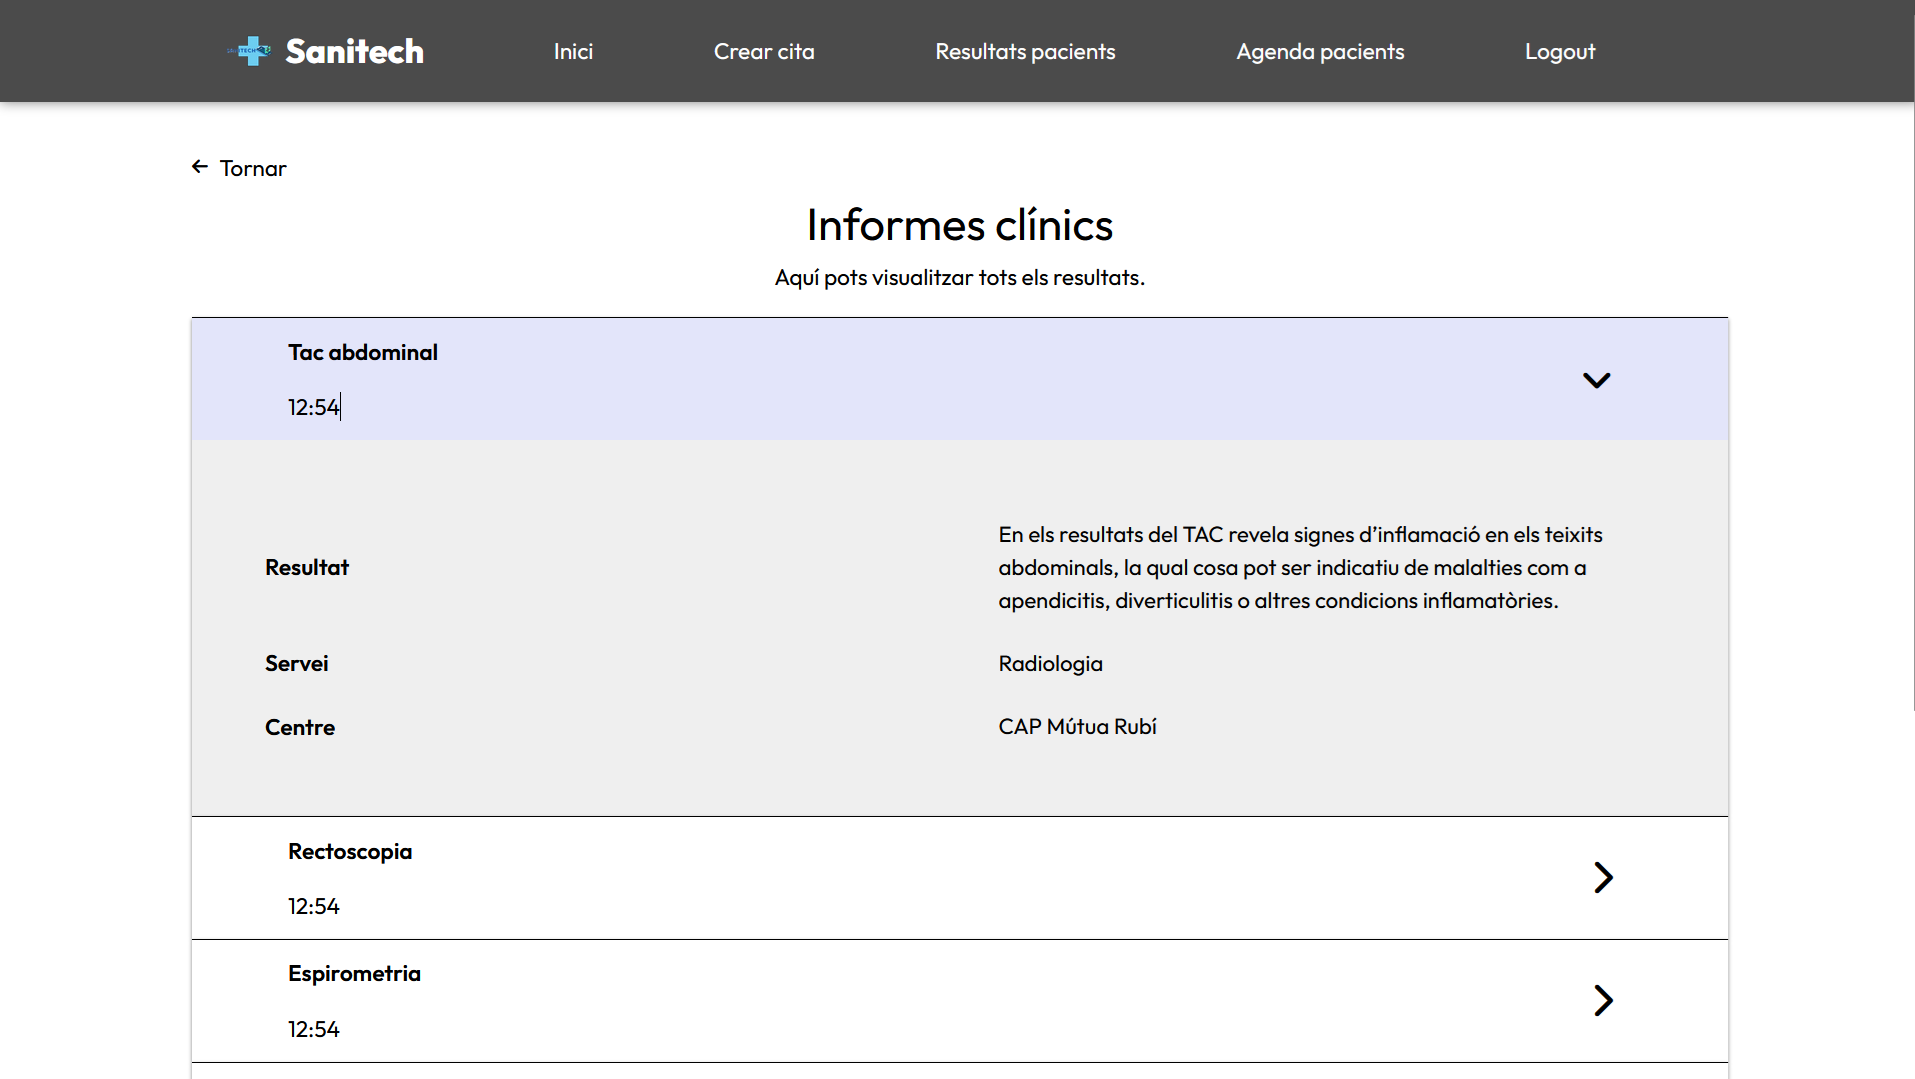 Sanitech
Inici
Crear cita
Resultats pacients
Agenda pacients
Logout
Tornar
Informes clínics
Aquí pots visualitzar tots els resultats.
Tac abdominal
12:54
Resultat
En els resultats del TAC revela signes d’inflamació en els teixits
abdominals, la qual cosa pot ser indicatiu de malalties com a
apendicitis, diverticulitis o altres condicions inflamatòries.
Servei
Radiologia
Centre
CAP Mútua Rubí
Rectoscopia
12:54
Espirometria
12:54